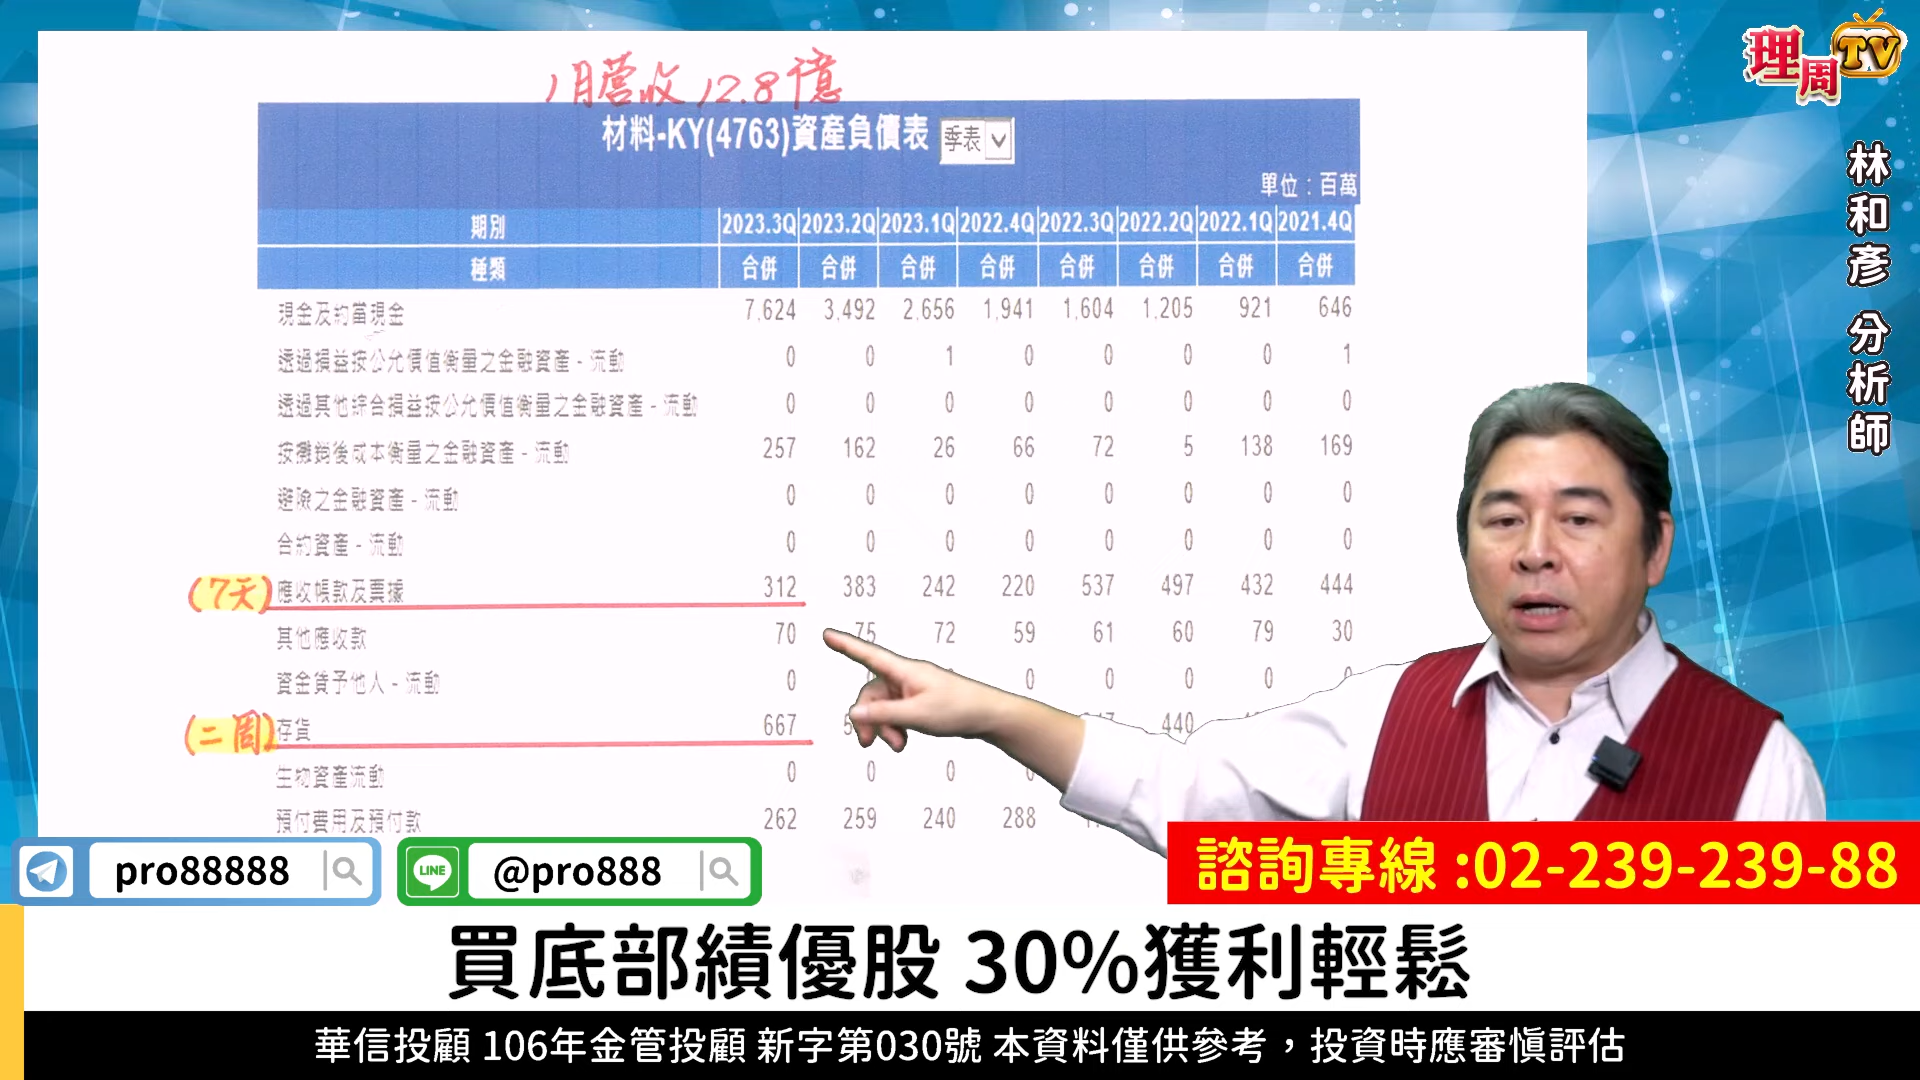 理周TV
林和彥 分析師
1月營收12.8億
材料-KY(4763)資產負債表 季表
單位：百萬
期別 2023.3Q 2023.2Q 2023.1Q 2022.4Q 2022.3Q 2022.2Q 2022.1Q 2021.4Q
種類 合併 合併 合併 合併 合併 合併 合併 合併
現金及約當現金 7,624 3,492 2,656 1,941 1,604 1,205 921 646
透過損益按公允價值衡量之金融資產-流動 0 0 1 0 0 0 0 1
透過其他綜合損益按公允價值衡量之金融資產-流動 0 0 0 0 0 0 0 0
按攤銷後成本衡量之金融資產-流動 257 162 26 66 72 5 138 169
避險之金融資產-流動 0 0 0 0 0 0 0 0
合約資產-流動 0 0 0 0 0 0 0 0
(7天) 應收帳款及票據 312 383 242 220 537 497 432 444
其他應收款 70 75 72 59 61 60 79 30
資金貸予他人-流動 0 0 0 0 0
(二周) 存貨 667 440
生物資產流動 0 0 0
預付費用及預付款 262 259 240 288
pro88888
LINE @pro888
諮詢專線:02-239-239-88
買底部績優股 30%獲利輕鬆
華信投顧 106年金管投顧 新字第030號 本資料僅供參考，投資時應審慎評估